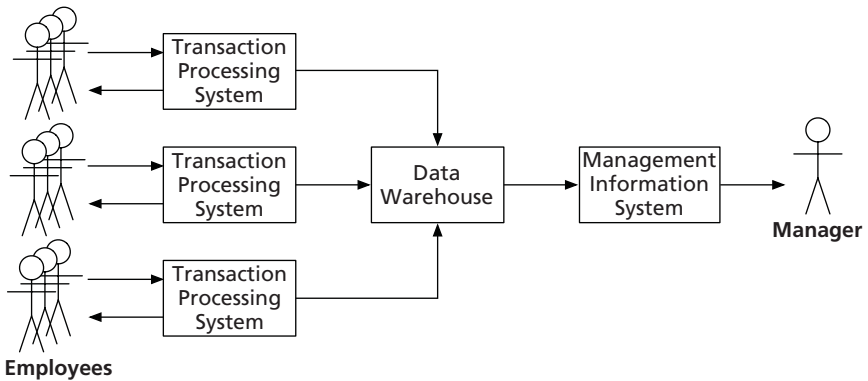 Transaction
Processing
System
Transaction
Processing
System
Data
Warehouse
Management
Information
System
Manager
Transaction
Processing
System
Employees